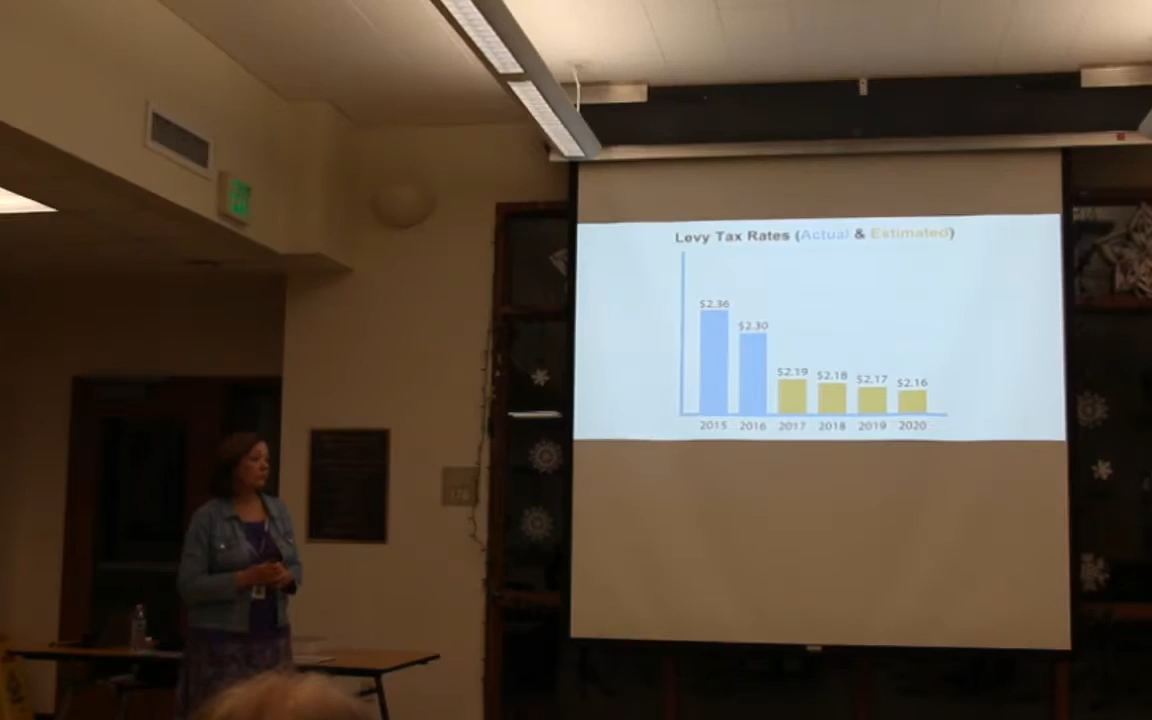 EXIT
Levy Tax Rates (Actual & Estimated)
$2.36
$2.30
$2.19
$2.18
$2.17
$2.16
2015 2016 2017 2018 2019 2020